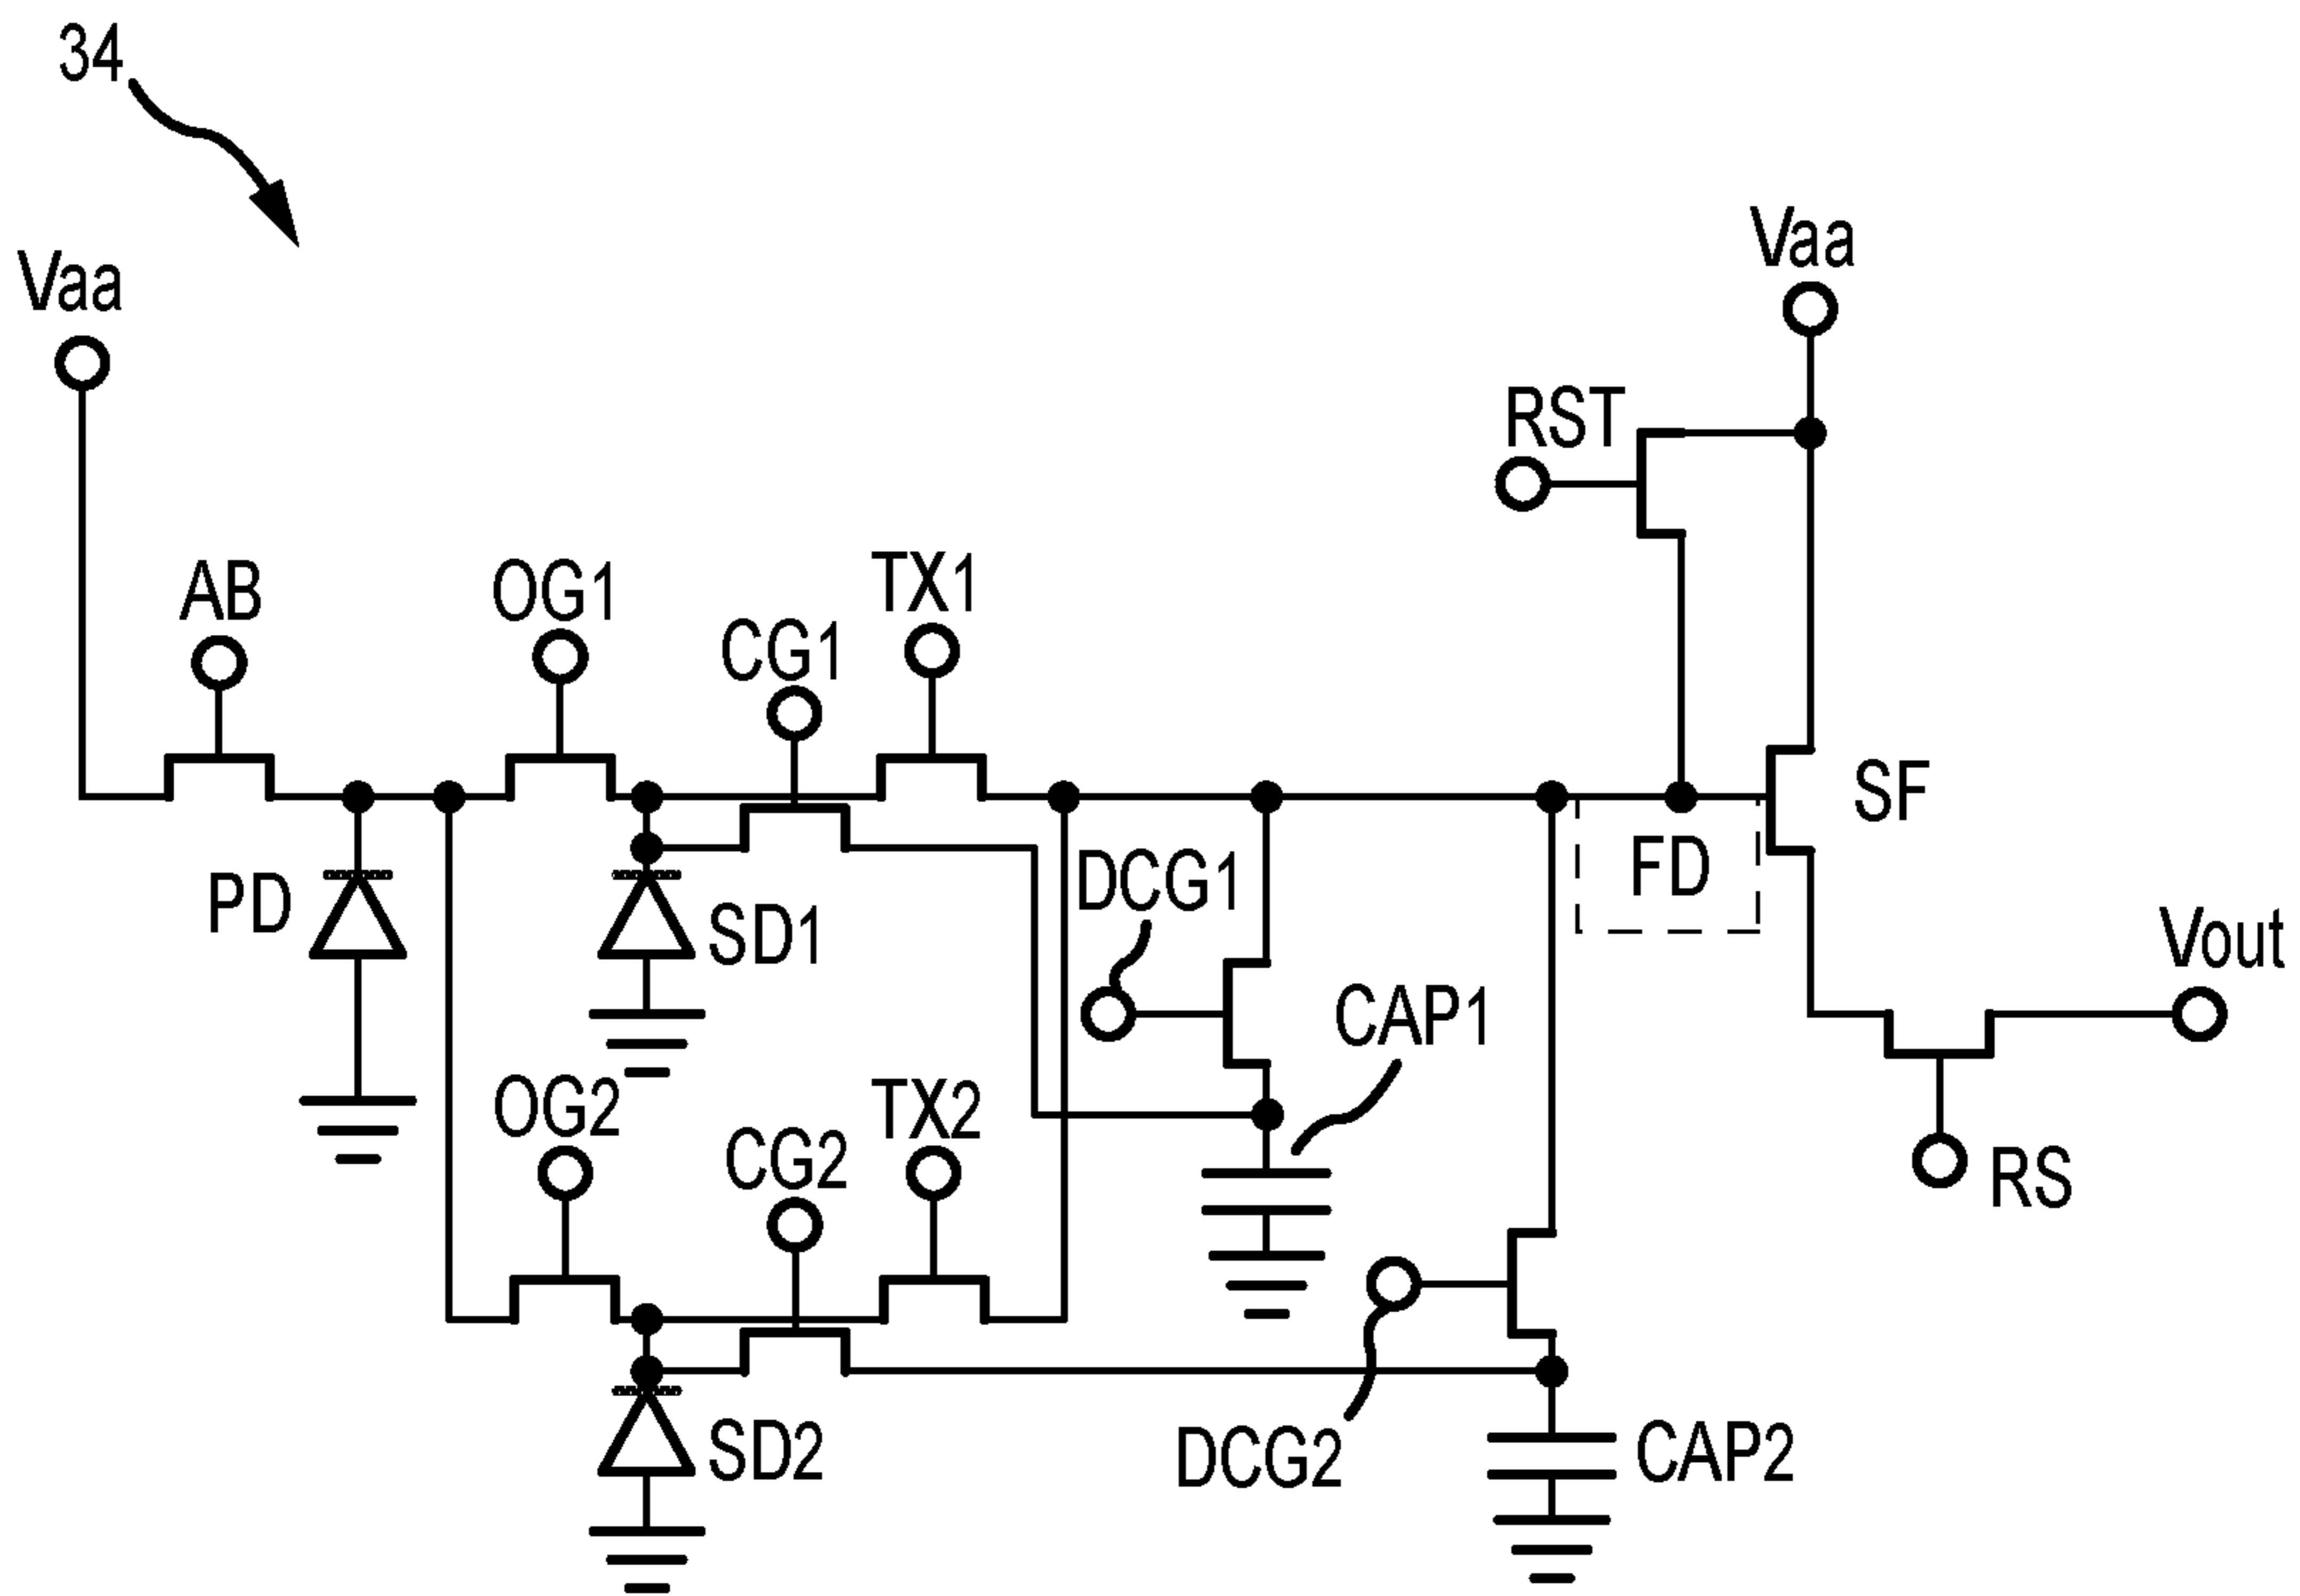 34
Vaa
Vaa
RST
AB
OG1
CG1
TX1
SF
PD
SD1
DCG1
FD
Vout
CAP1
OG2
CG2
TX2
RS
SD2
DCG2
CAP2